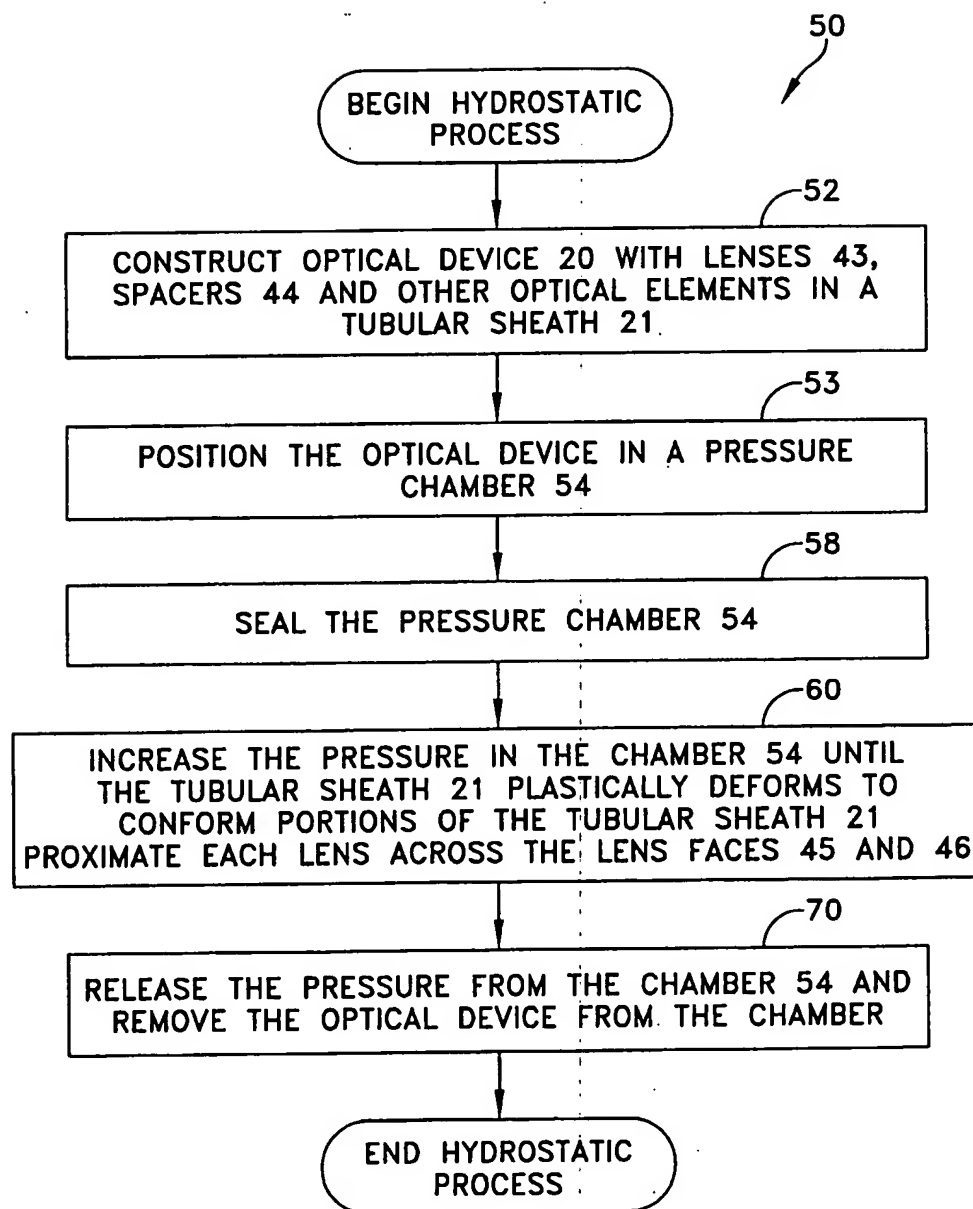 50
BEGIN HYDROSTATIC
PROCESS
52
CONSTRUCT OPTICAL DEVICE 20 WITH LENSES 43,
SPACERS 44 AND OTHER OPTICAL ELEMENTS IN A
TUBULAR SHEATH 21.
53
POSITION THE OPTICAL DEVICE IN A PRESSURE
CHAMBER 54
58
SEAL THE PRESSURE CHAMBER 54
60
INCREASE THE PRESSURE IN THE CHAMBER 54 UNTIL
THE TUBULAR SHEATH 21 PLASTICALLY DEFORMS TO
CONFORM PORTIONS OF THE TUBULAR SHEATH 21
PROXIMATE EACH LENS ACROSS THE LENS FACES 45 AND 46
70
RELEASE THE PRESSURE FROM THE CHAMBER 54 AND
REMOVE THE OPTICAL DEVICE FROM THE CHAMBER
END HYDROSTATIC
PROCESS